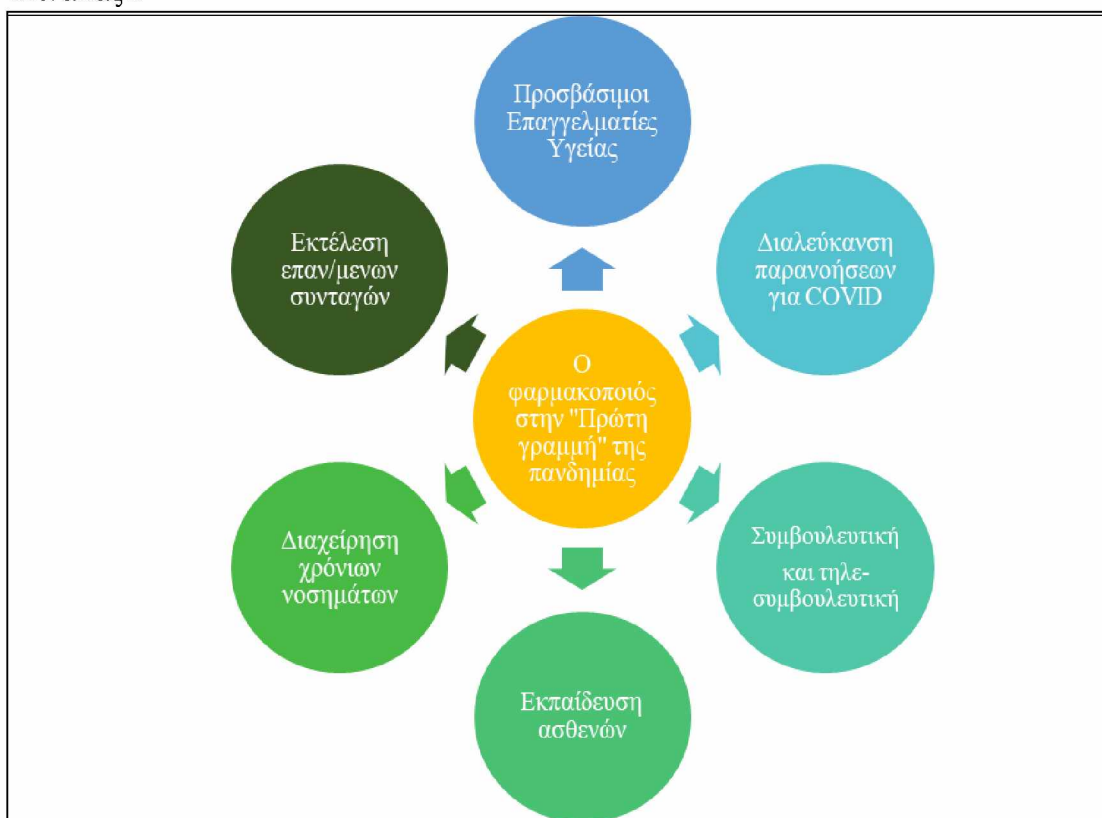 Προσβάσιμοι
Επαγγελματίες
Υγείας
Διαλεύκανση
παρανοήσεων
για COVID
Συμβουλευτική
και τηλε-
συμβουλευτική
Εκπαίδευση
ασθενών
Διαχείρηση
χρόνιων
νοσημάτων
Εκτέλεση
επαν/μενων
συνταγών
Ο
φαρμακοποιός
στην "Πρώτη
γραμμή" της
πανδημίας